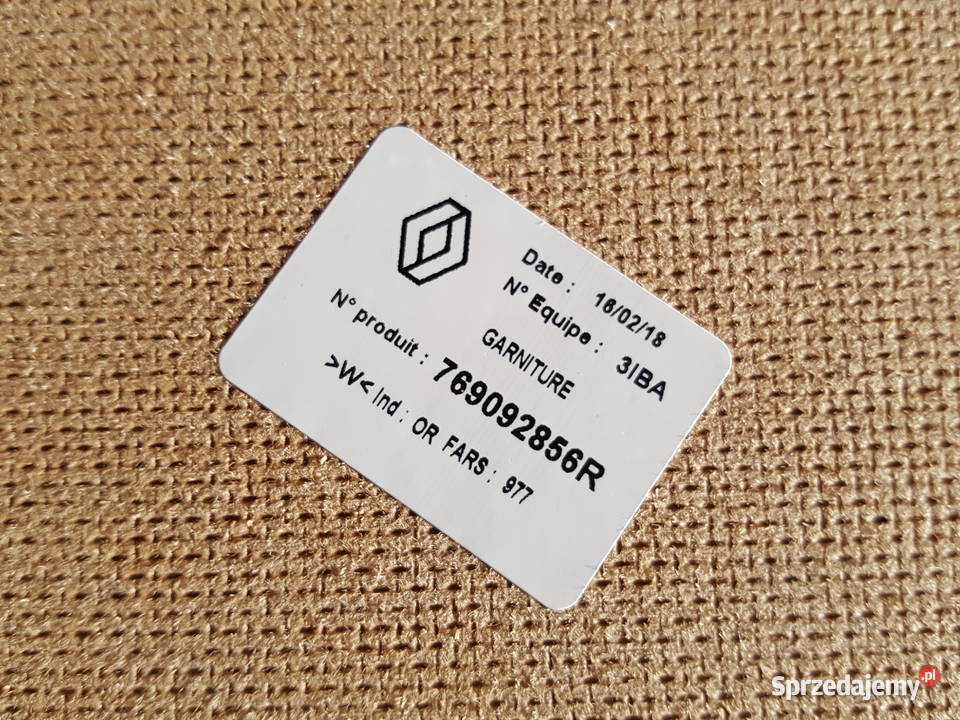 Date : 16/02/18
N° Equipe : 3IBA
GARNITURE
N° produit : 769092856R
>W< Ind : OR FARS : 977
Sprzedajemy.pl